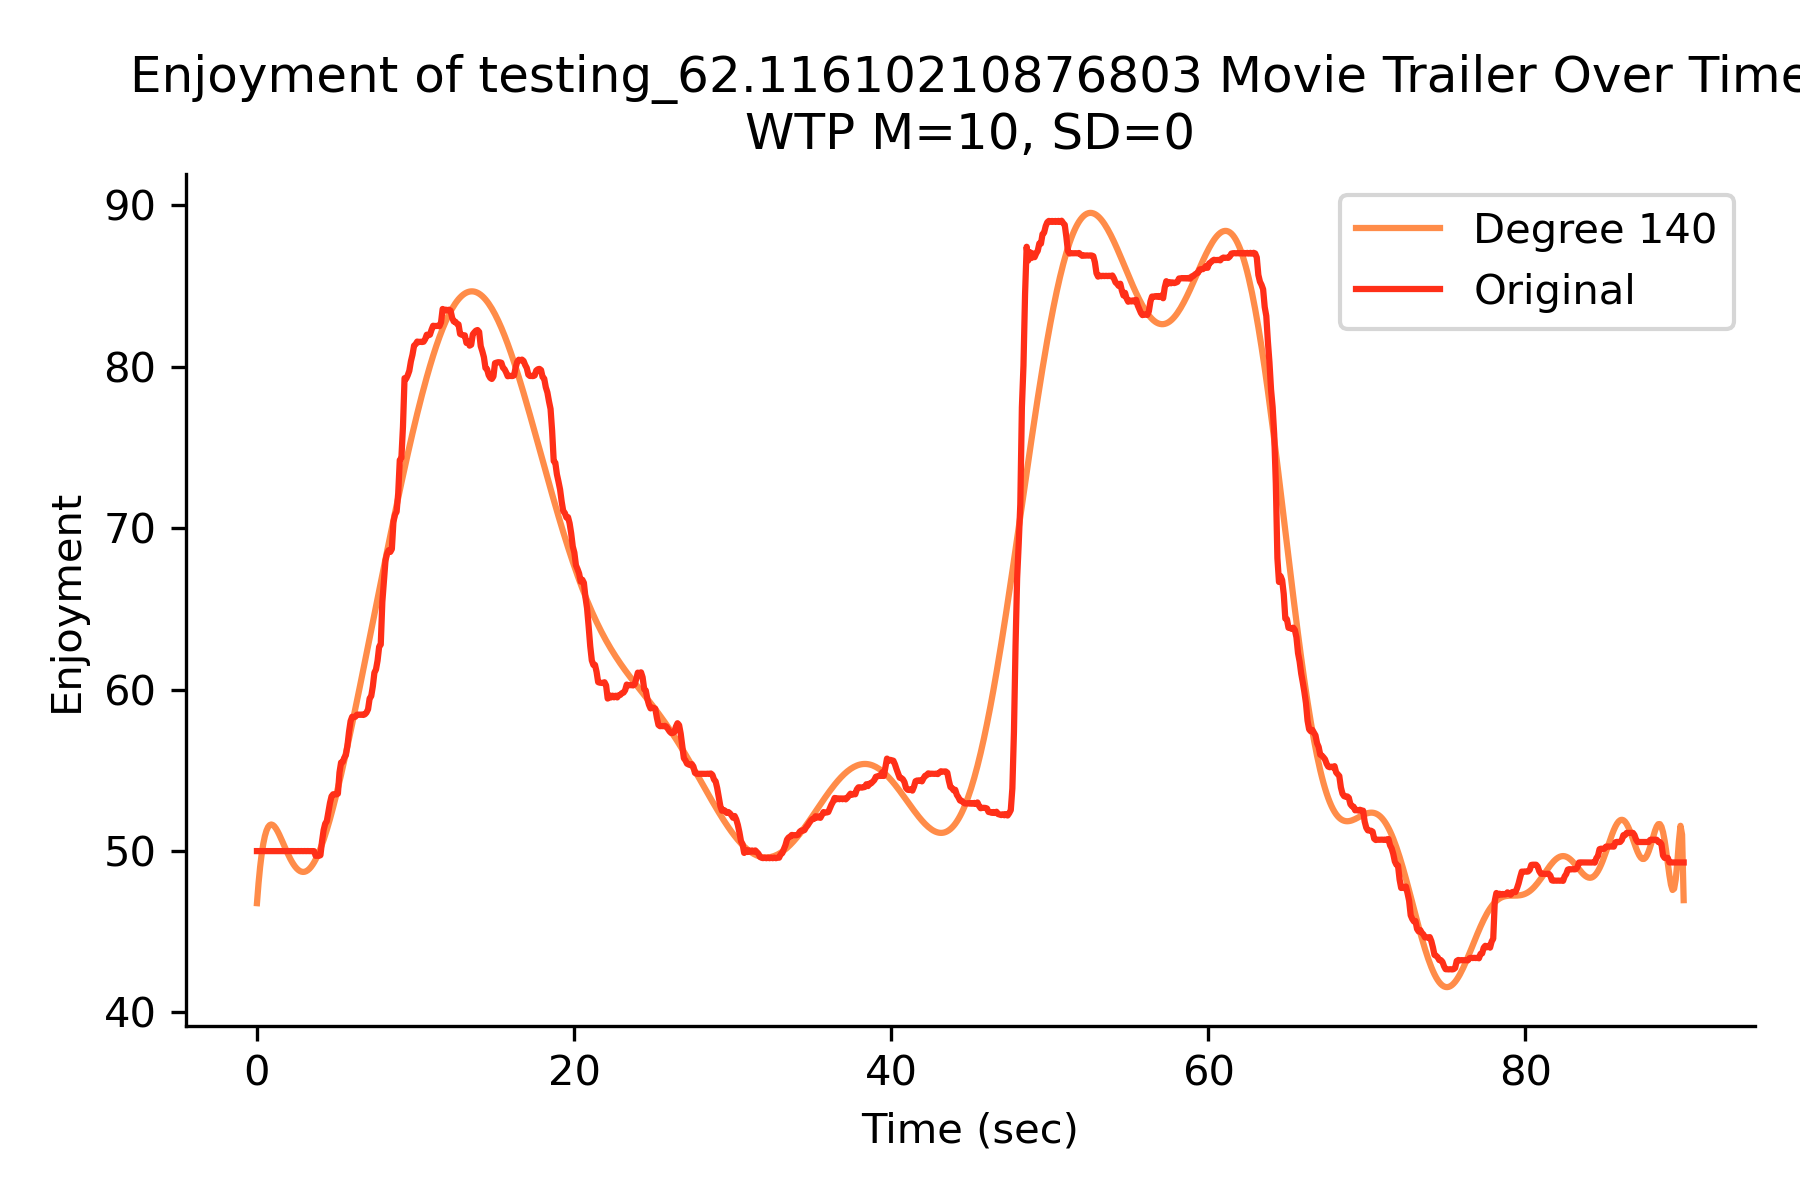 Enjoyment of testing_62.11610210876803 Movie Trailer Over Time
WTP M=10, SD=0
Degree 140
Original
Enjoyment
90
80
70
60
50
40
0 20 40 60 80
Time (sec)